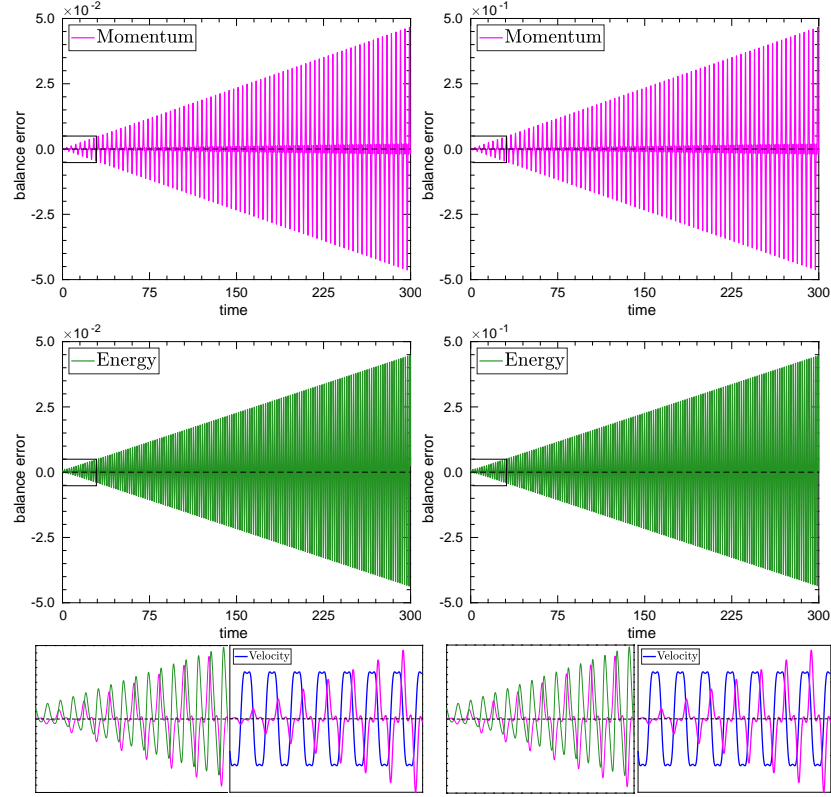 ×10⁻² ×10⁻¹
5.0 5.0
Momentum Momentum
2.5 2.5
balance error balance error
0.0 0.0
-2.5 -2.5
-5.0 -5.0
0 75 150 225 300 0 75 150 225 300
time time
×10⁻² ×10⁻¹
5.0 5.0
Energy Energy
2.5 2.5
balance error balance error
0.0 0.0
-2.5 -2.5
-5.0 -5.0
0 75 150 225 300 0 75 150 225 300
time time
Velocity Velocity